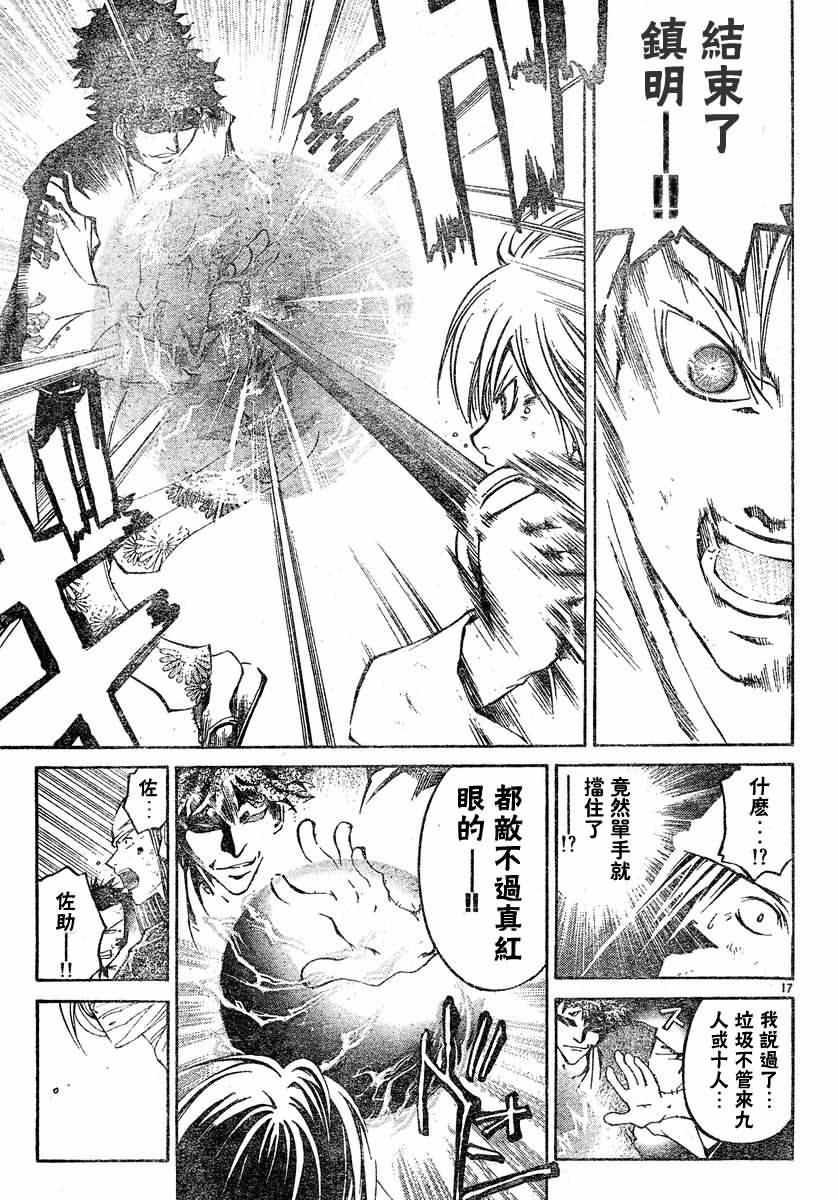 結束了
鎮明——!!
什麼…!?
竟然單手就
擋住了
——!?
17
我說過了…
垃圾不管來九
人或十人…
都敵不過真紅
眼的——!!
佐…
佐助
——!!